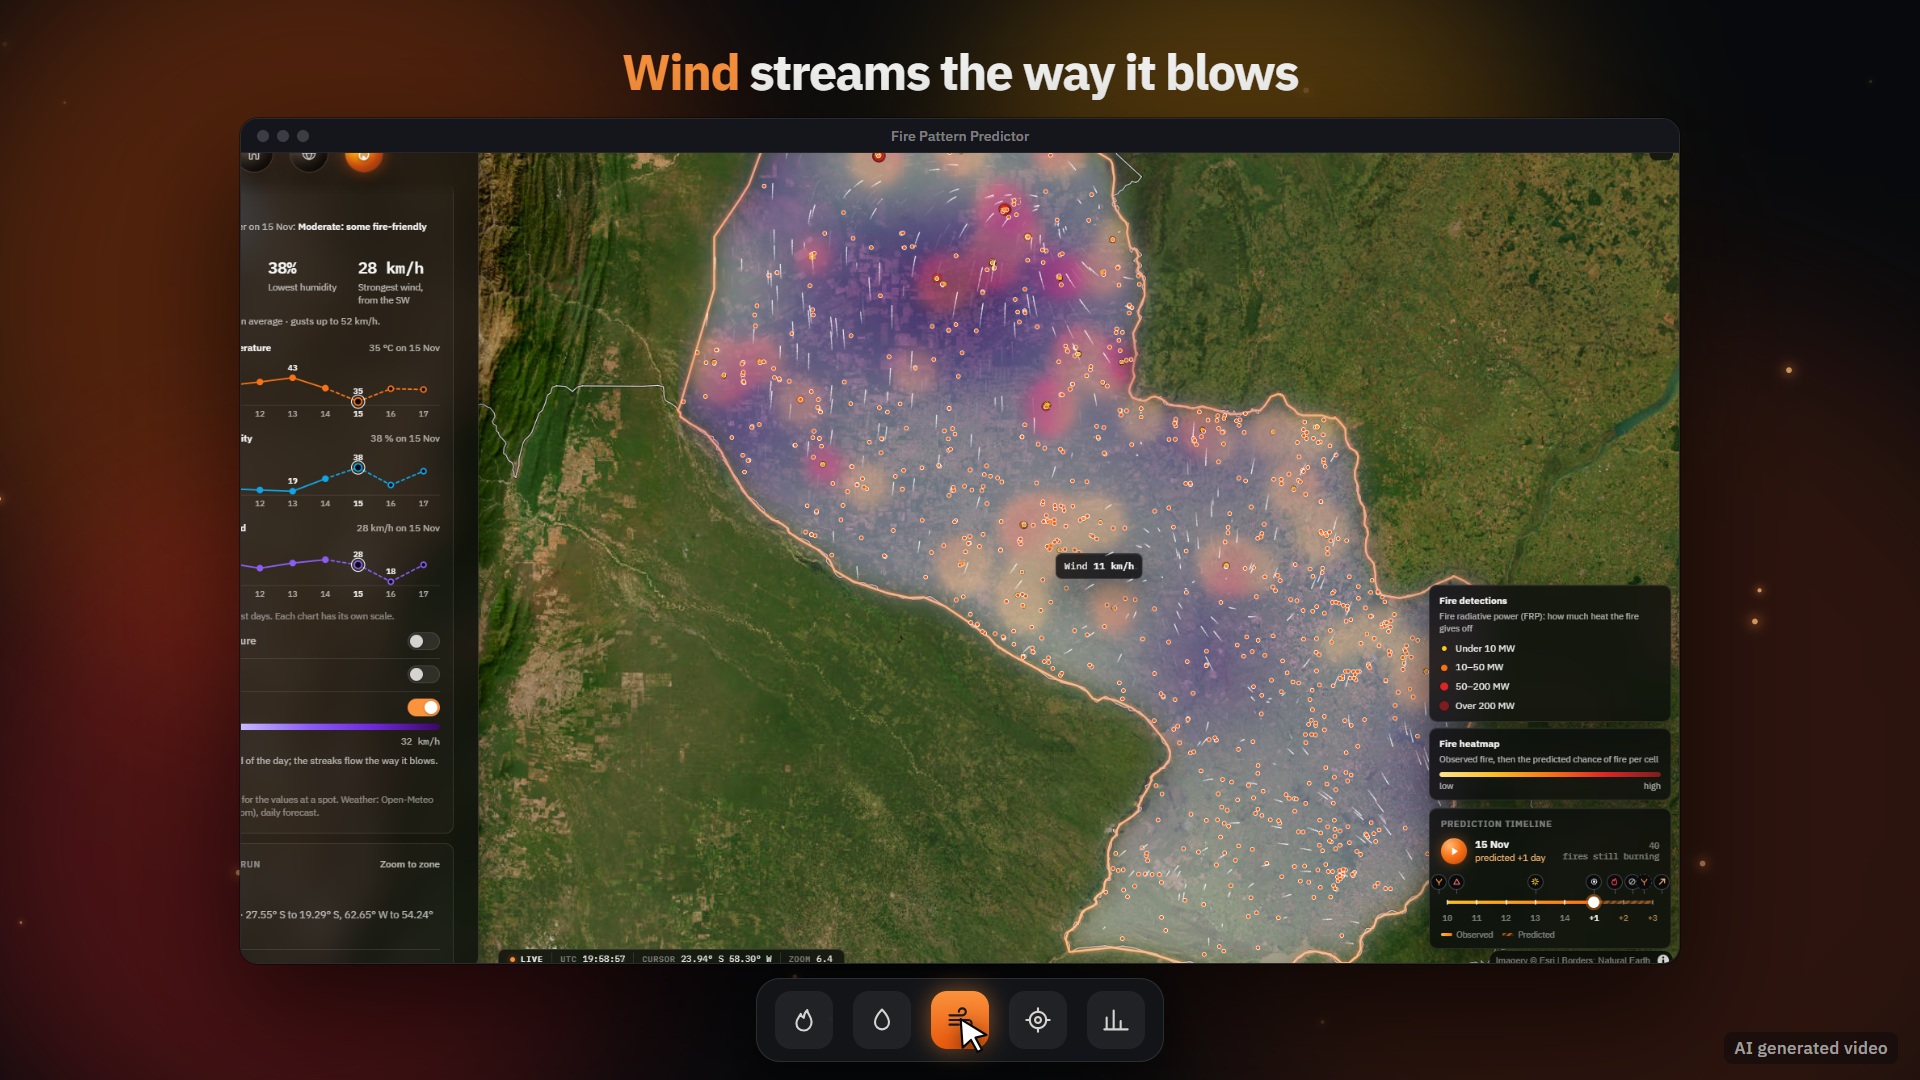 Wind streams the way it blows
Fire Pattern Predictor
er on 15 Nov: Moderate: some fire-friendly
38%
28 km/h
Lowest humidity
Strongest wind,
from the SW
n average · gusts up to 52 km/h.
erature
35 °C on 15 Nov
43
35
12 13 14 15 16 17
ity
38 % on 15 Nov
38
19
12 13 14 15 16 17
d
28 km/h on 15 Nov
28
18
12 13 14 15 16 17
st days. Each chart has its own scale.
ure
32 km/h
l of the day; the streaks flow the way it blows.
for the values at a spot. Weather: Open-Meteo
om), daily forecast.
RUN
Zoom to zone
· 27.55° S to 19.29° S, 62.65° W to 54.24°
Wind 11 km/h
Fire detections
Fire radiative power (FRP): how much heat the fire
gives off
Under 10 MW
10–50 MW
50–200 MW
Over 200 MW
Fire heatmap
Observed fire, then the predicted chance of fire per cell
low
high
PREDICTION TIMELINE
15 Nov
predicted +1 day
40
fires still burning
10 11 12 13 14 +1 +2 +3
Observed
Predicted
LIVE UTC 19:58:57 CURSOR 23.94° S 58.30° W ZOOM 6.4
Imagery © Esri | Borders: Natural Earth
AI generated video